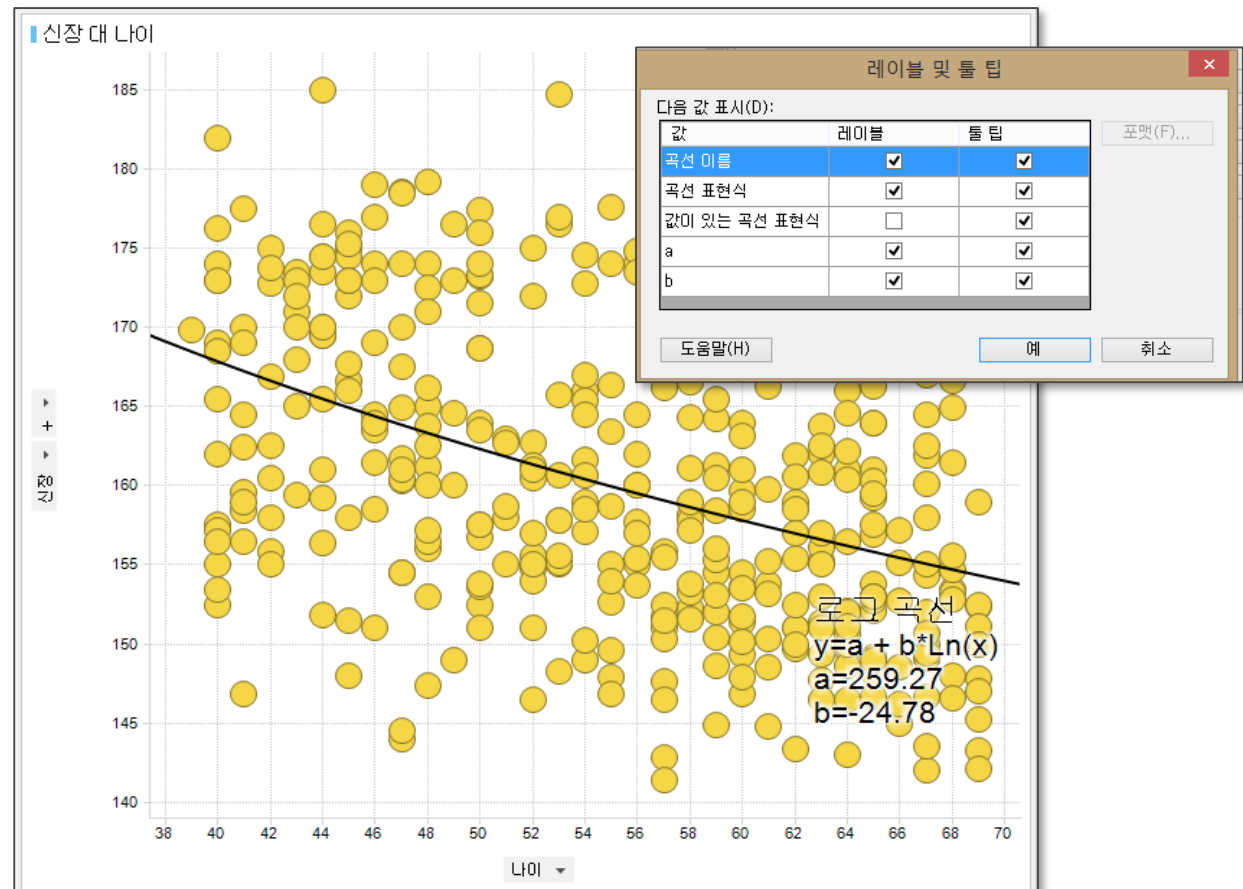 신장 대 나이
185
180
175
170
165
160
155
150
145
140
신장
+
38 40 42 44 46 48 50 52 54 56 58 60 62 64 66 68 70
나이
로그 곡선
y=a + b*Ln(x)
a=259.27
b=-24.78
레이블 및 툴 팁
다음 값 표시(D):
값 레이블 툴 팁
곡선 이름
곡선 표현식
값이 있는 곡선 표현식
a
b
포맷(F)...
도움말(H) 예 취소